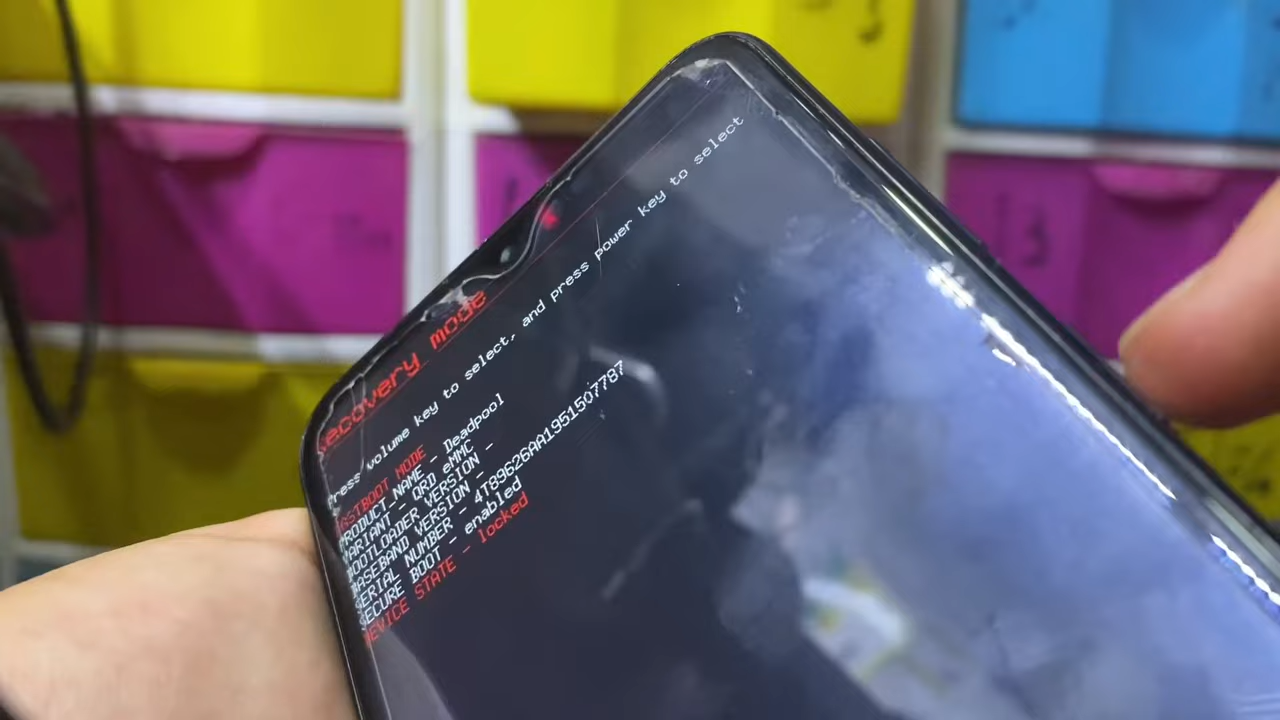 Recovery mode
Press volume key to select, and press power key to select
FASTBOOT MODE
PRODUCT_NAME - Deadpool
VARIANT - QRD eMMC
BOOTLOADER VERSION -
BASEBAND VERSION -
SERIAL NUMBER - 4T89626AA1951507787
SECURE BOOT - enabled
DEVICE STATE - locked